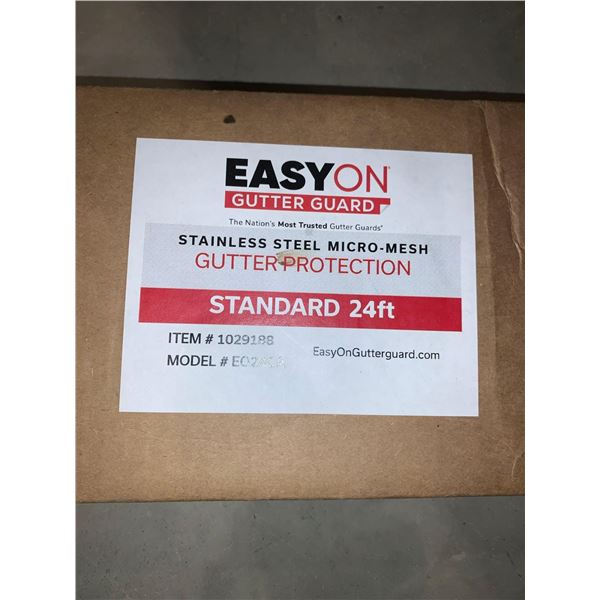 EASYON®
GUTTER GUARD
The Nation's Most Trusted Gutter Guards®
STAINLESS STEEL MICRO-MESH
GUTTER PROTECTION
STANDARD 24ft
ITEM # 1029188
MODEL #
EasyOnGutterguard.com